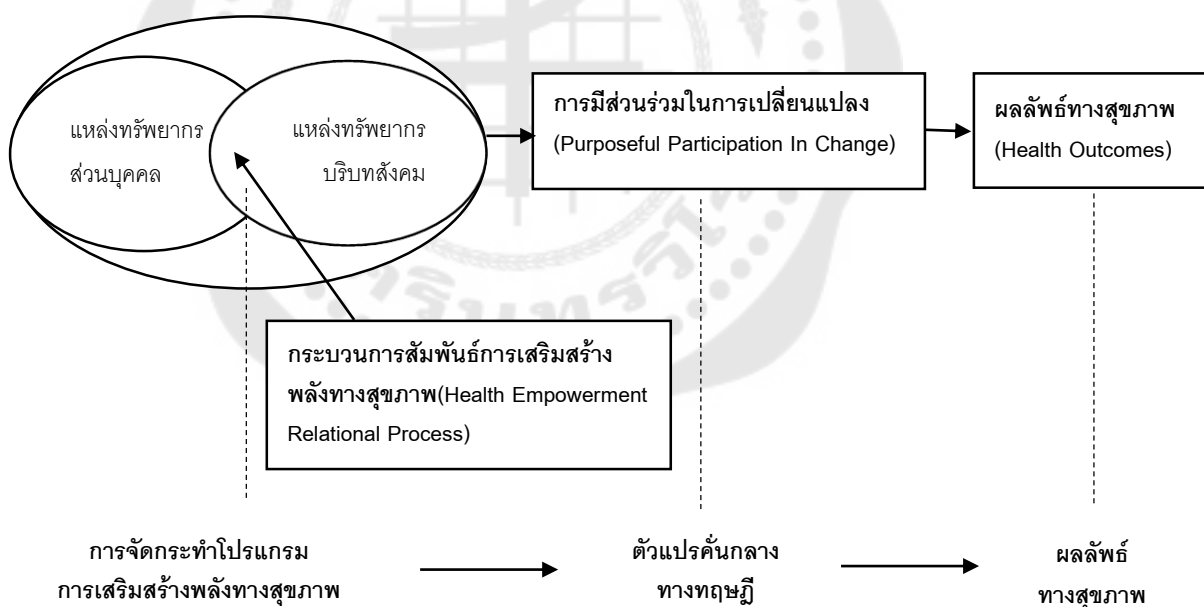 แหล่งทรัพยากร
ส่วนบุคคล
แหล่งทรัพยากร
บริบทสังคม
การมีส่วนร่วมในการเปลี่ยนแปลง
(Purposeful Participation In Change)
ผลลัพธ์ทางสุขภาพ
(Health Outcomes)
กระบวนการสัมพันธ์การเสริมสร้าง
พลังทางสุขภาพ(Health Empowerment
Relational Process)
การจัดกระทำโปรแกรม
การเสริมสร้างพลังทางสุขภาพ
ตัวแปรคั่นกลาง
ทางทฤษฎี
ผลลัพธ์
ทางสุขภาพ